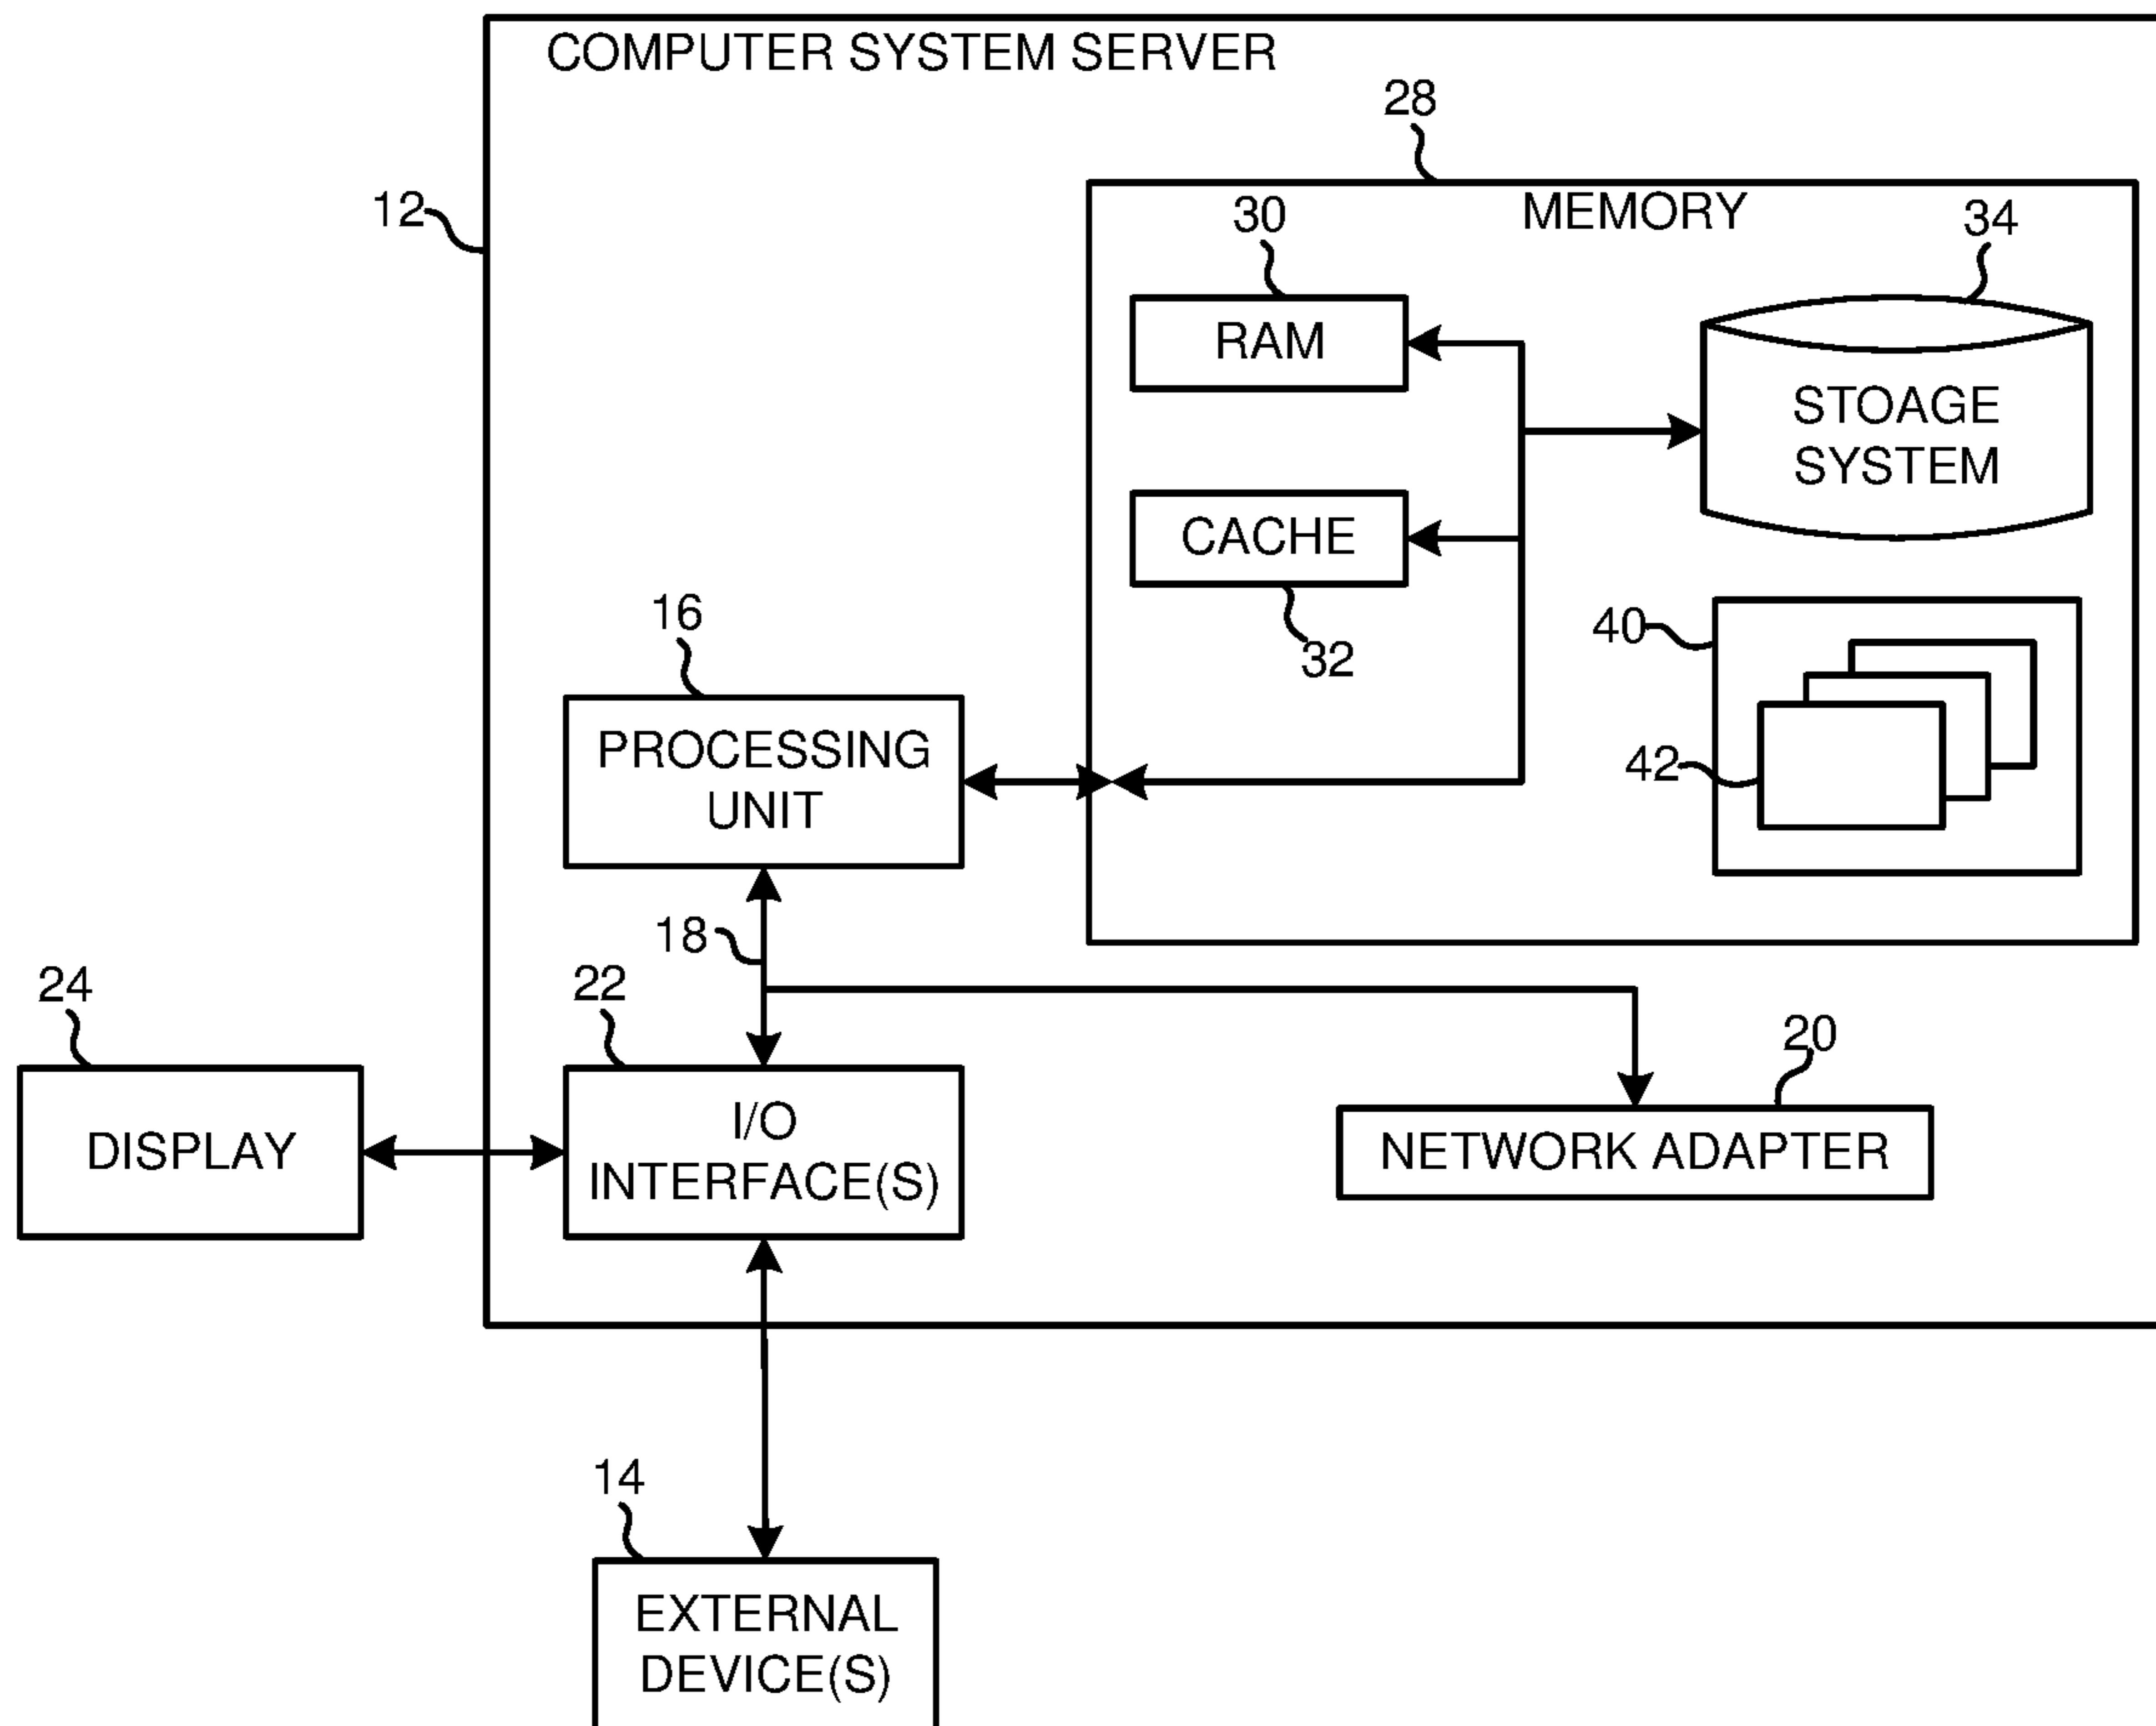 COMPUTER SYSTEM SERVER
28
12
MEMORY
30
34
RAM
STOAGE
SYSTEM
CACHE
32
16
40
PROCESSING
UNIT
42
18
24
22
20
DISPLAY
I/O
INTERFACE(S)
NETWORK ADAPTER
14
EXTERNAL
DEVICE(S)